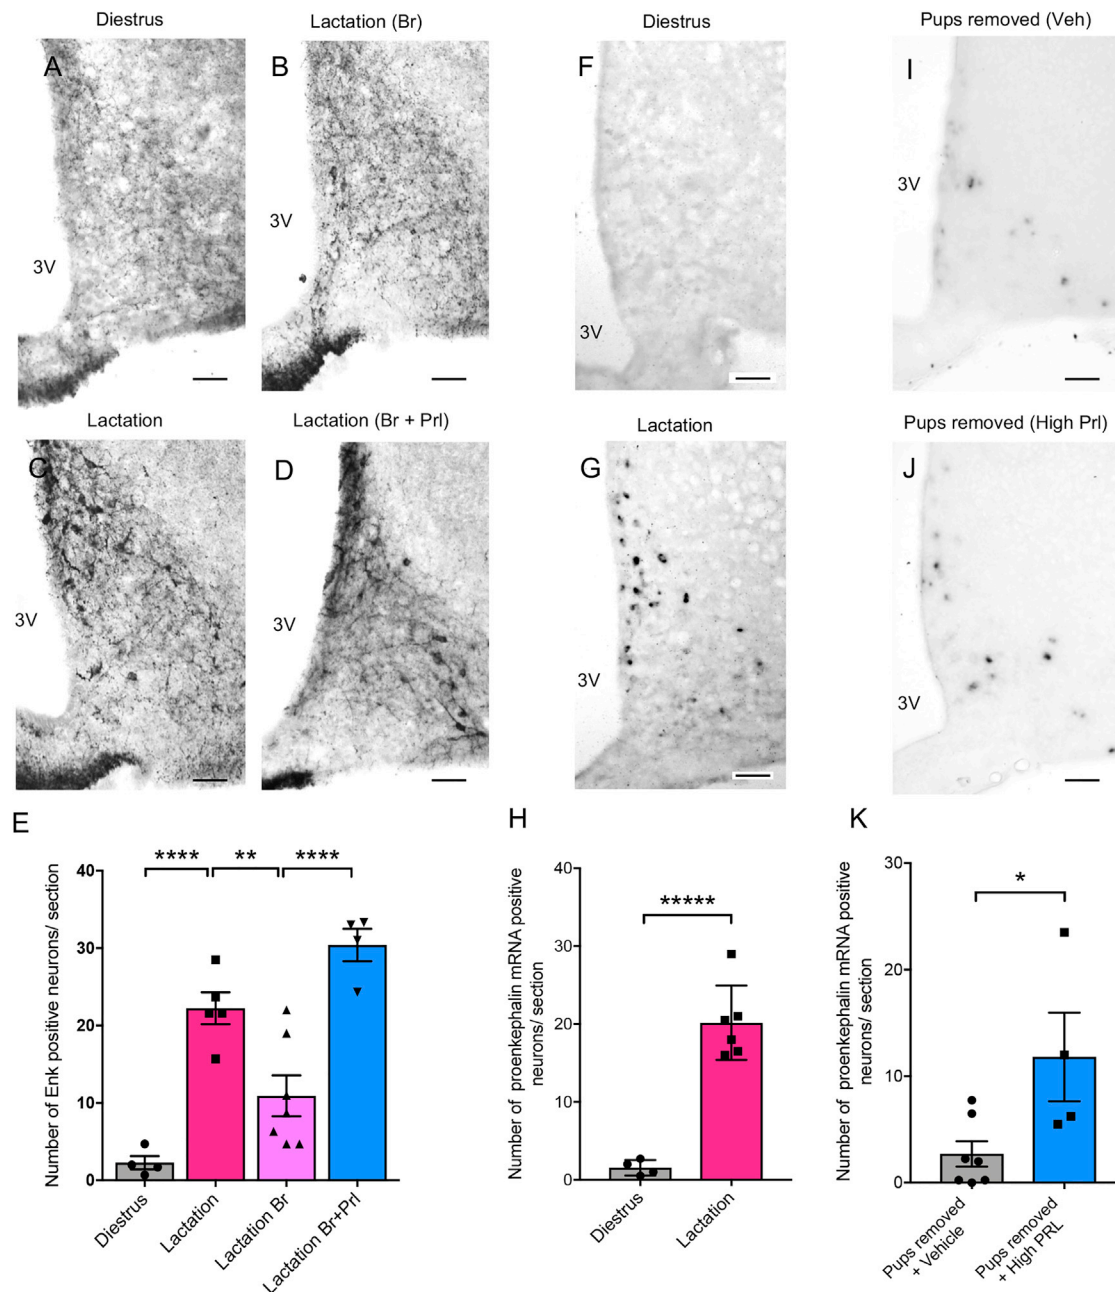 Diestrus
Lactation (Br)
Diestrus
Pups removed (Veh)
A
B
F
I
3V
3V
3V
3V
Lactation
Lactation (Br + Prl)
Lactation
Pups removed (High Prl)
C
D
G
J
3V
3V
3V
3V
E
Number of Enk positive neurons/ section
40
30
20
10
0
****
**
****
Diestrus
Lactation
Lactation Br
Lactation Br+Prl
H
Number of proenkephalin mRNA positive
neurons/ section
40
30
20
10
0
*****
Diestrus
Lactation
K
Number of proenkephalin mRNA positive
neurons/ section
30
20
10
0
*
Pups removed
+ Vehicle
Pups removed
+ High PRL